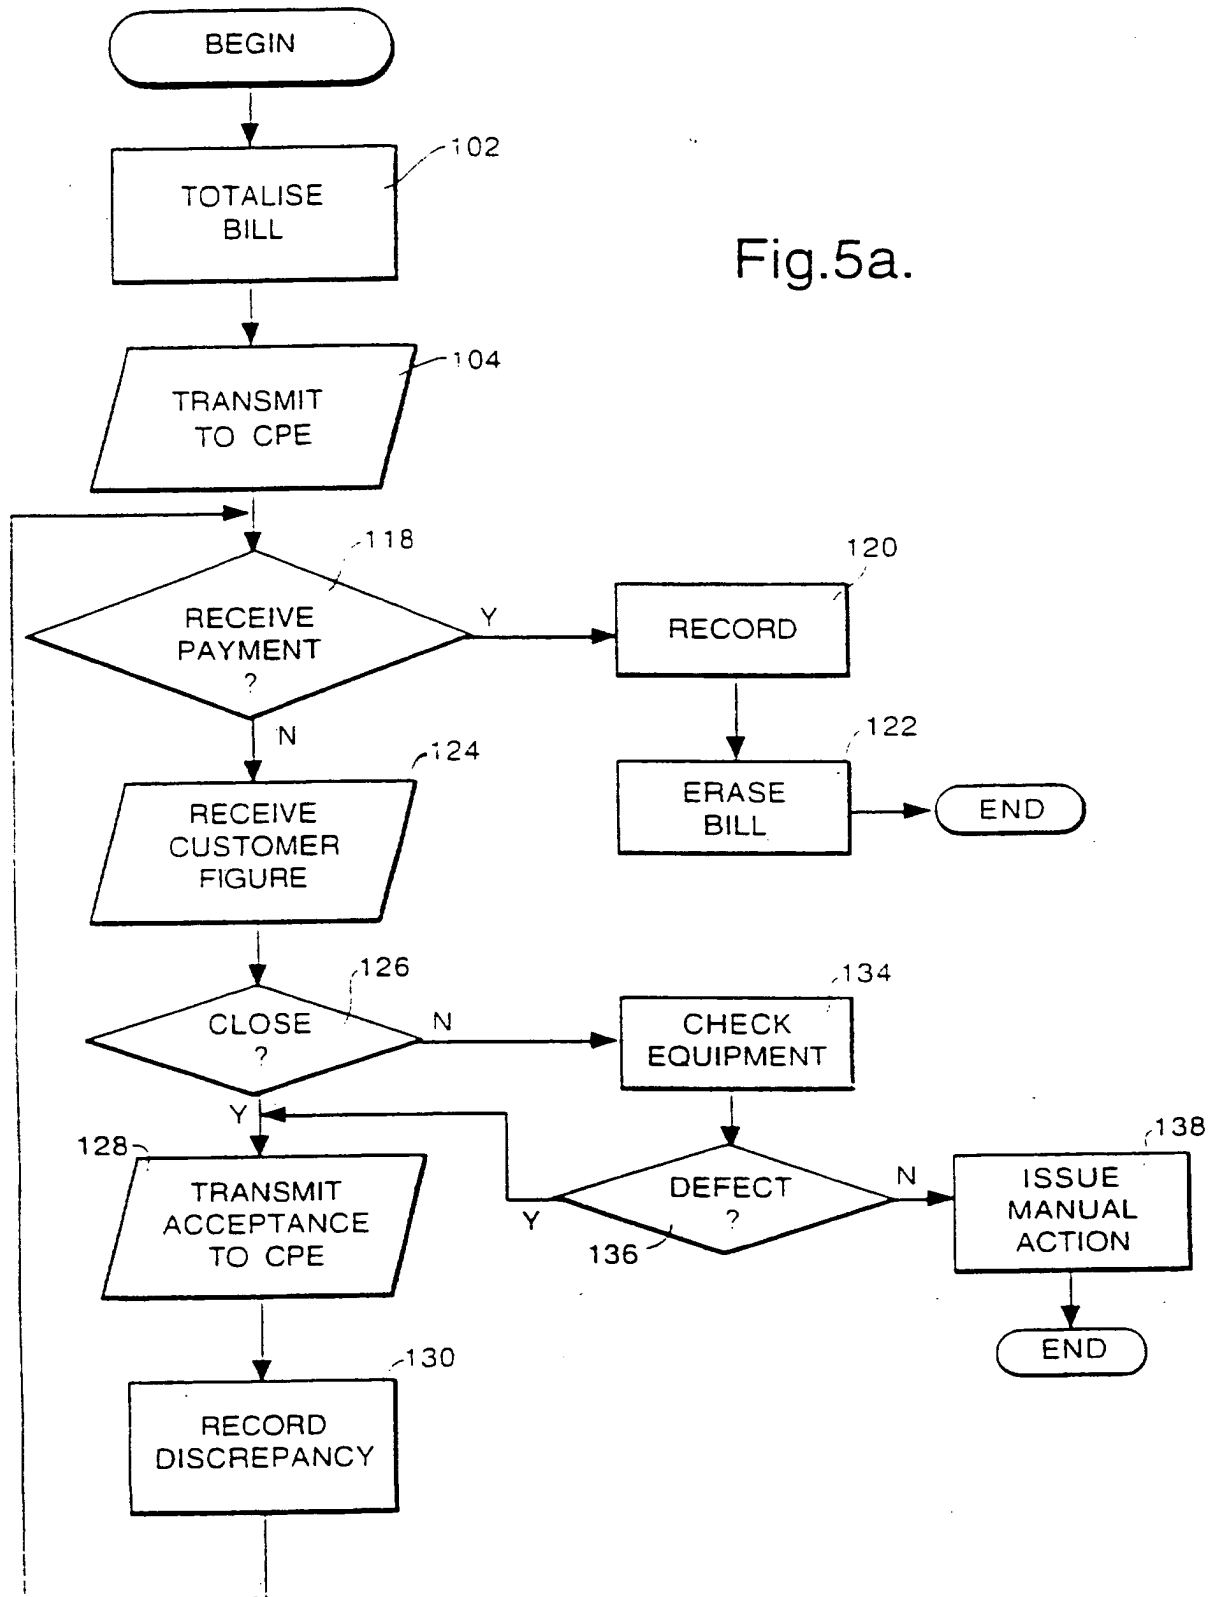 BEGIN
102
TOTALISE
BILL
Fig.5a.
104
TRANSMIT
TO CPE
118
RECEIVE
PAYMENT
?
Y
N
120
RECORD
122
ERASE
BILL
END
124
RECEIVE
CUSTOMER
FIGURE
126
CLOSE
?
N
Y
134
CHECK
EQUIPMENT
DEFECT
?
136
Y
N
138
ISSUE
MANUAL
ACTION
END
128
TRANSMIT
ACCEPTANCE
TO CPE
130
RECORD
DISCREPANCY